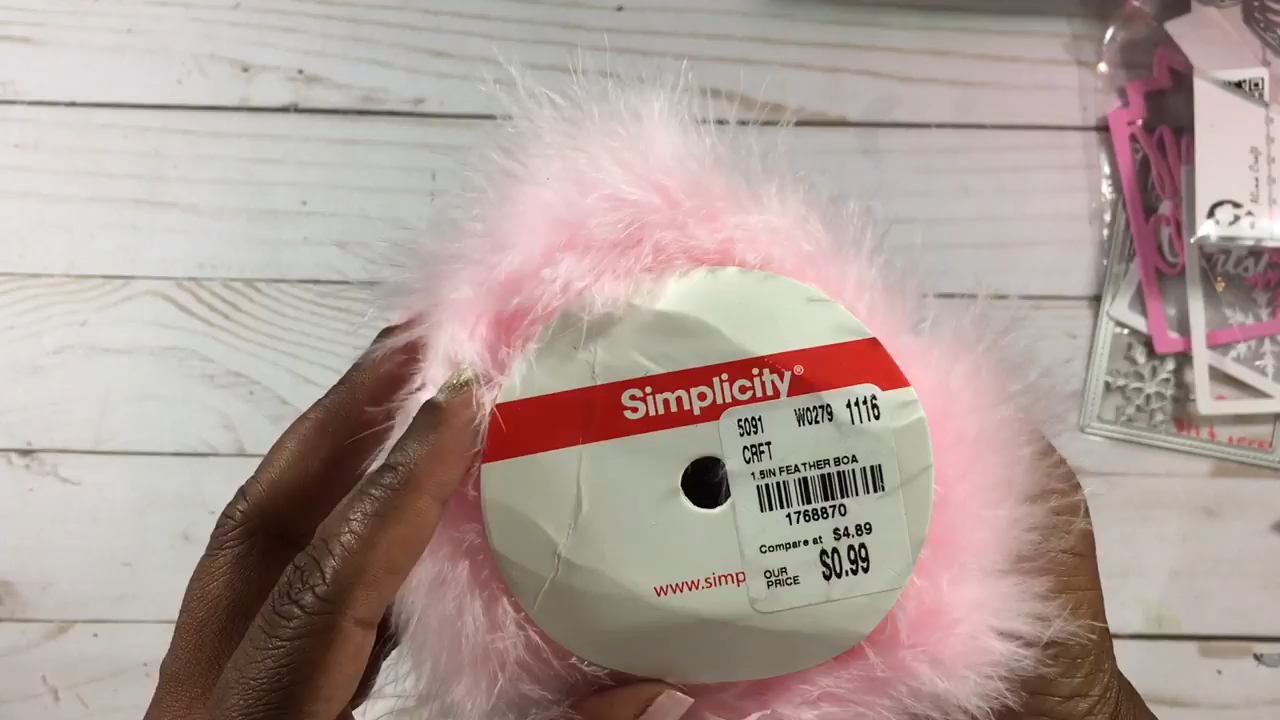 Simplicity®
5091 W0279 1116
CRFT
1.5IN FEATHER BOA
1768870
Compare at $4.89
OUR PRICE $0.99
www.simp